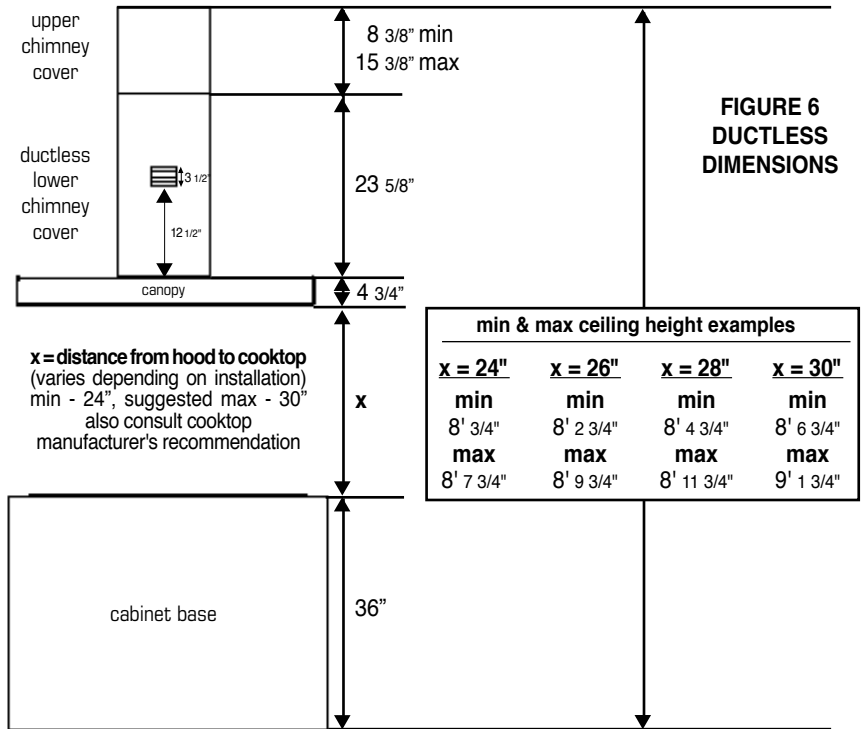 upper
chimney
cover
8 3/8” min
15 3/8” max
FIGURE 6
DUCTLESS
DIMENSIONS
ductless
lower
chimney
cover
3 1/2”
12 1/2”
23 5/8”
canopy
4 3/4”
x = distance from hood to cooktop
(varies depending on installation)
min - 24”, suggested max - 30”
also consult cooktop
manufacturer's recommendation
x
min & max ceiling height examples
x = 24" x = 26" x = 28" x = 30"
min min min min
8' 3/4" 8' 2 3/4" 8' 4 3/4" 8' 6 3/4"
max max max max
8' 7 3/4" 8' 9 3/4" 8' 11 3/4" 9' 1 3/4"
cabinet base
36”